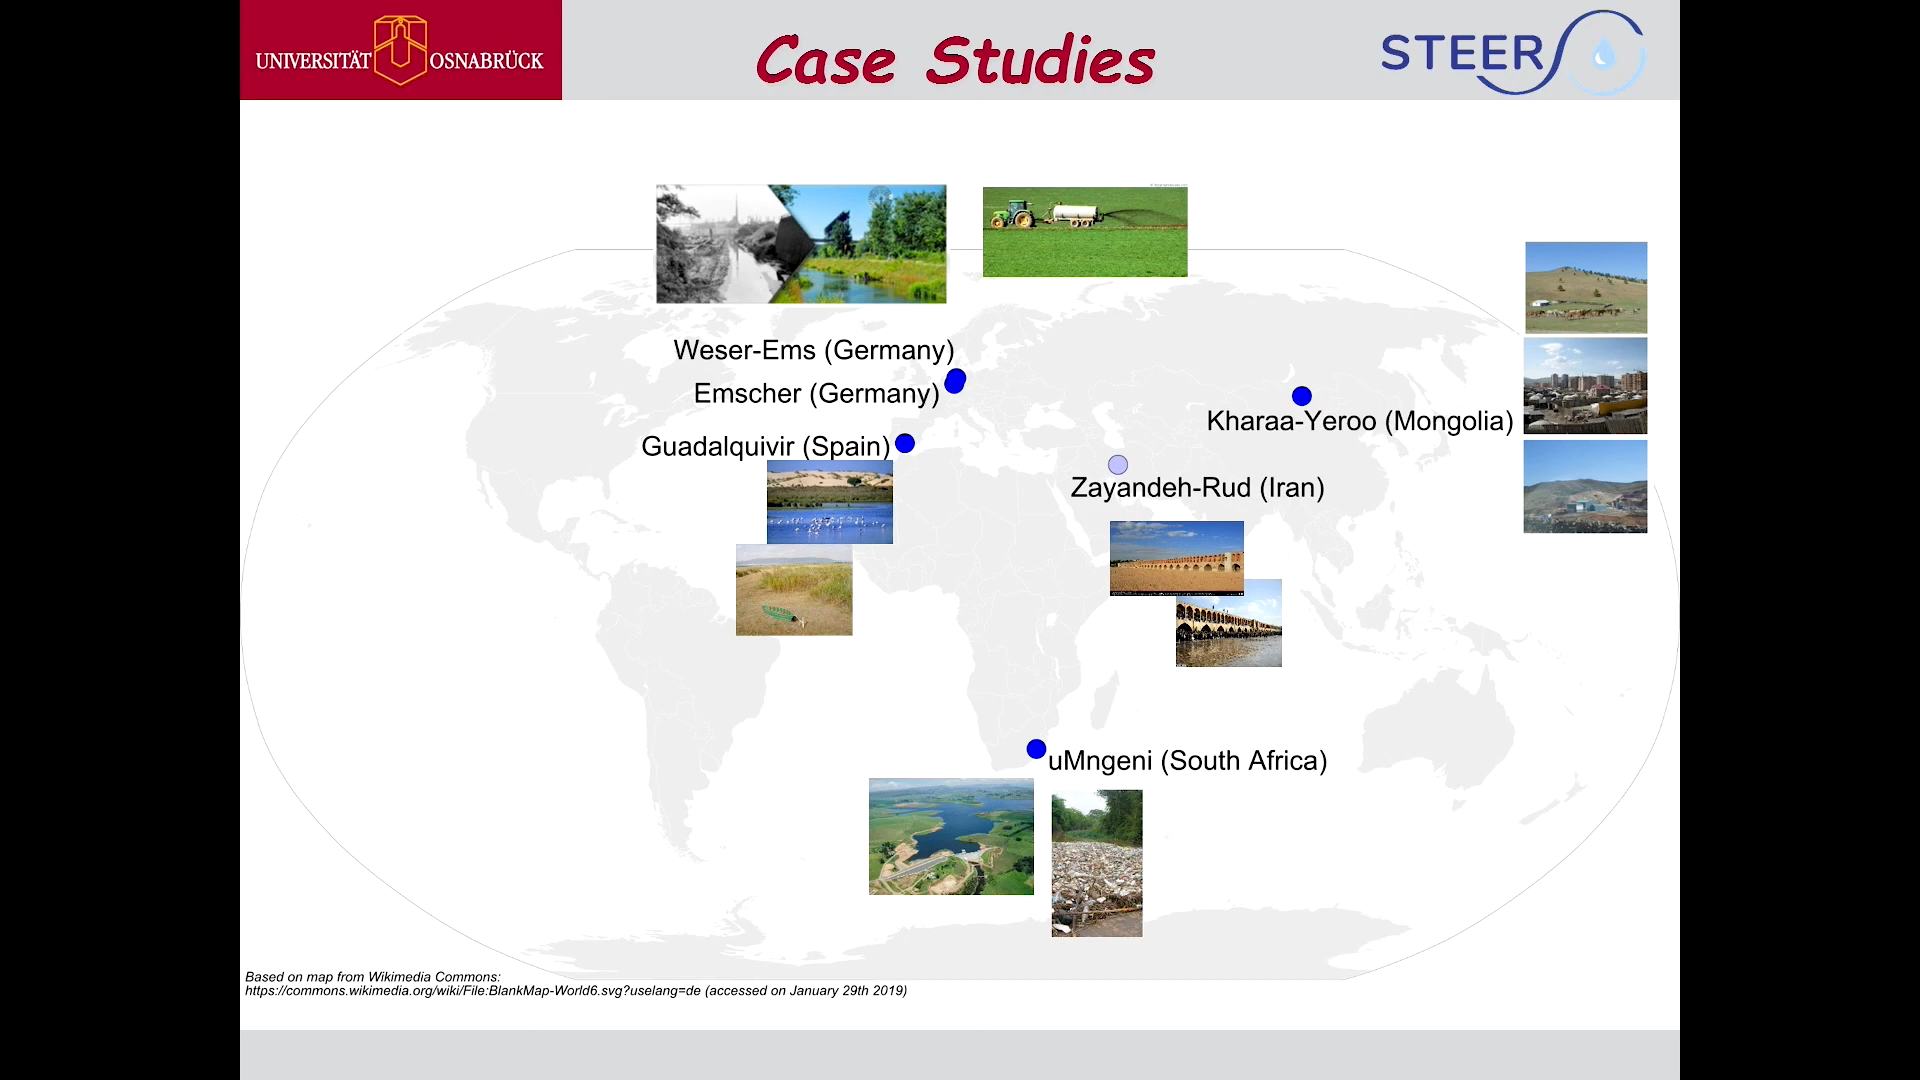 UNIVERSITÄT OSNABRÜCK
Case Studies
STEER
Weser-Ems (Germany)
Emscher (Germany)
Guadalquivir (Spain)
Kharaa-Yeroo (Mongolia)
Zayandeh-Rud (Iran)
uMngeni (South Africa)
Based on map from Wikimedia Commons:
https://commons.wikimedia.org/wiki/File:BlankMap-World6.svg?uselang=de (accessed on January 29th 2019)